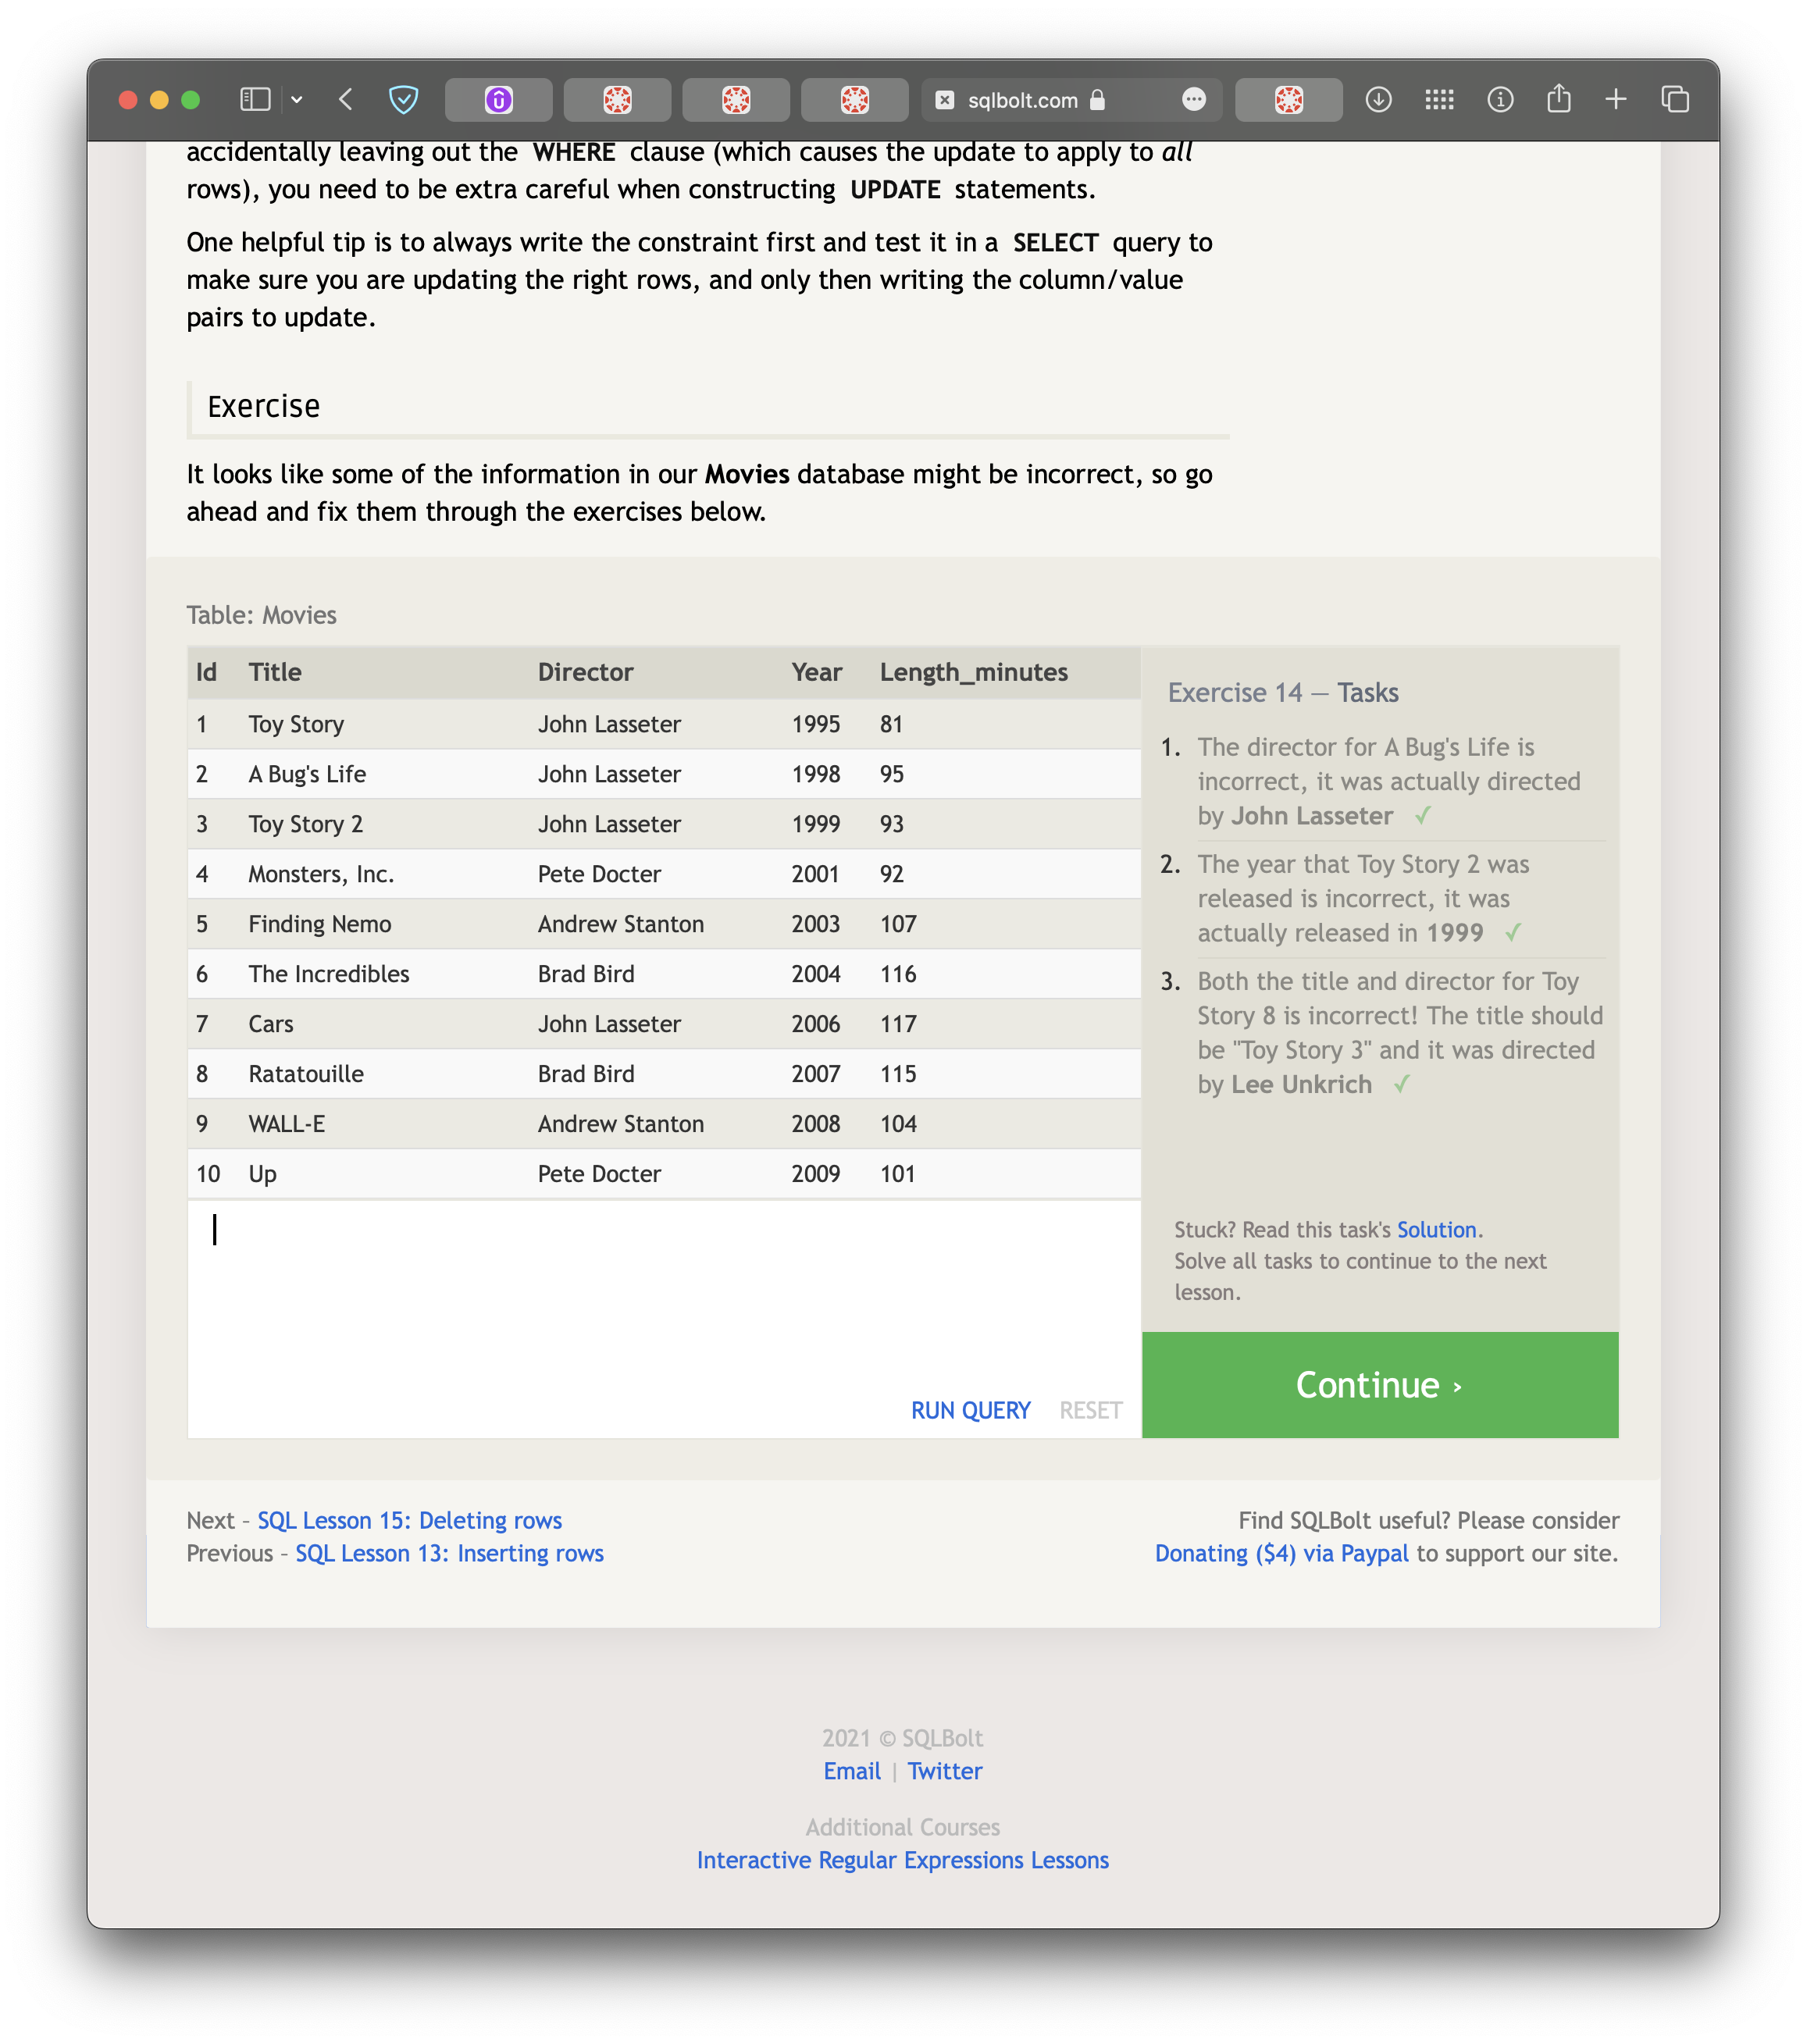 sqlbolt.com
accidentally leaving out the WHERE clause (which causes the update to apply to all
rows), you need to be extra careful when constructing UPDATE statements.
One helpful tip is to always write the constraint first and test it in a SELECT query to
make sure you are updating the right rows, and only then writing the column/value
pairs to update.
Exercise
It looks like some of the information in our Movies database might be incorrect, so go
ahead and fix them through the exercises below.
Table: Movies
Id Title Director Year Length_minutes
1 Toy Story John Lasseter 1995 81
2 A Bug's Life John Lasseter 1998 95
3 Toy Story 2 John Lasseter 1999 93
4 Monsters, Inc. Pete Docter 2001 92
5 Finding Nemo Andrew Stanton 2003 107
6 The Incredibles Brad Bird 2004 116
7 Cars John Lasseter 2006 117
8 Ratatouille Brad Bird 2007 115
9 WALL-E Andrew Stanton 2008 104
10 Up Pete Docter 2009 101
RUN QUERY RESET
Exercise 14 — Tasks
1. The director for A Bug's Life is
incorrect, it was actually directed
by John Lasseter ✓
2. The year that Toy Story 2 was
released is incorrect, it was
actually released in 1999 ✓
3. Both the title and director for Toy
Story 8 is incorrect! The title should
be "Toy Story 3" and it was directed
by Lee Unkrich ✓
Stuck? Read this task's Solution.
Solve all tasks to continue to the next
lesson.
Continue ›
Next – SQL Lesson 15: Deleting rows
Previous – SQL Lesson 13: Inserting rows
Find SQLBolt useful? Please consider
Donating ($4) via Paypal to support our site.
2021 © SQLBolt
Email | Twitter
Additional Courses
Interactive Regular Expressions Lessons